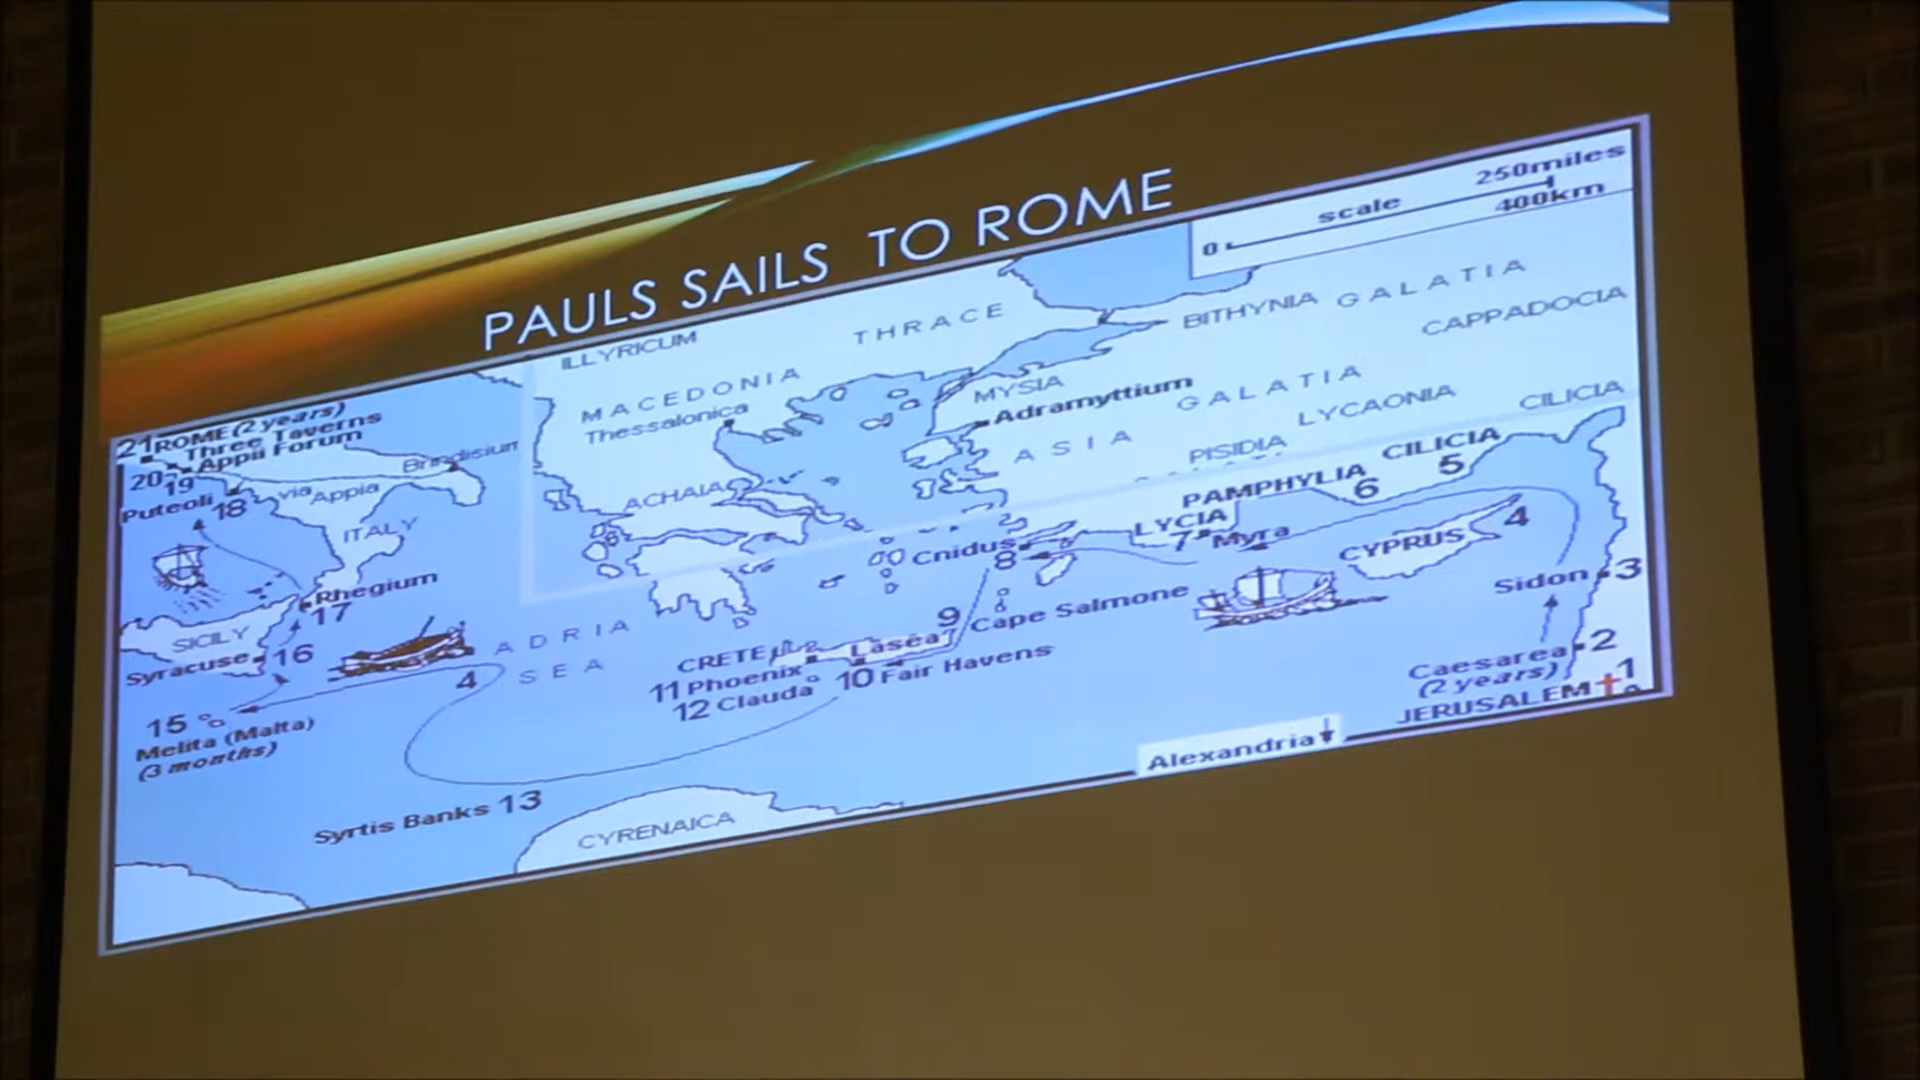 PAULS SAILS TO ROME
250miles
scale
0
400km
ILLYRICUM
THRACE
BITHYNIA
GALATIA
CAPPADOCIA
MACEDONIA
Thessalonica
MYSIA
Adramyttium
GALATIA
LYCAONIA
CILICIA
ASIA
PISIDIA
21 ROME (2 years)
Three Taverns
20 Appii Forum
19
Brindisium
Puteoli 18
via Appia
ITALY
ACHAIA
PAMPHYLIA
CILICIA
6
5
LYCIA
7 Myra
CYPRUS
4
Cnidus
8
Sidon 3
Rhegium
17
SICILY
Syracuse 16
ADRIA
SEA
4
CRETE
Lasea
9
Cape Salmone
11 Phoenix
12 Clauda
10 Fair Havens
Caesarea 2
(2 years)
1
JERUSALEM
15
Melita (Malta)
(3 months)
Alexandria
Syrtis Banks 13
CYRENAICA